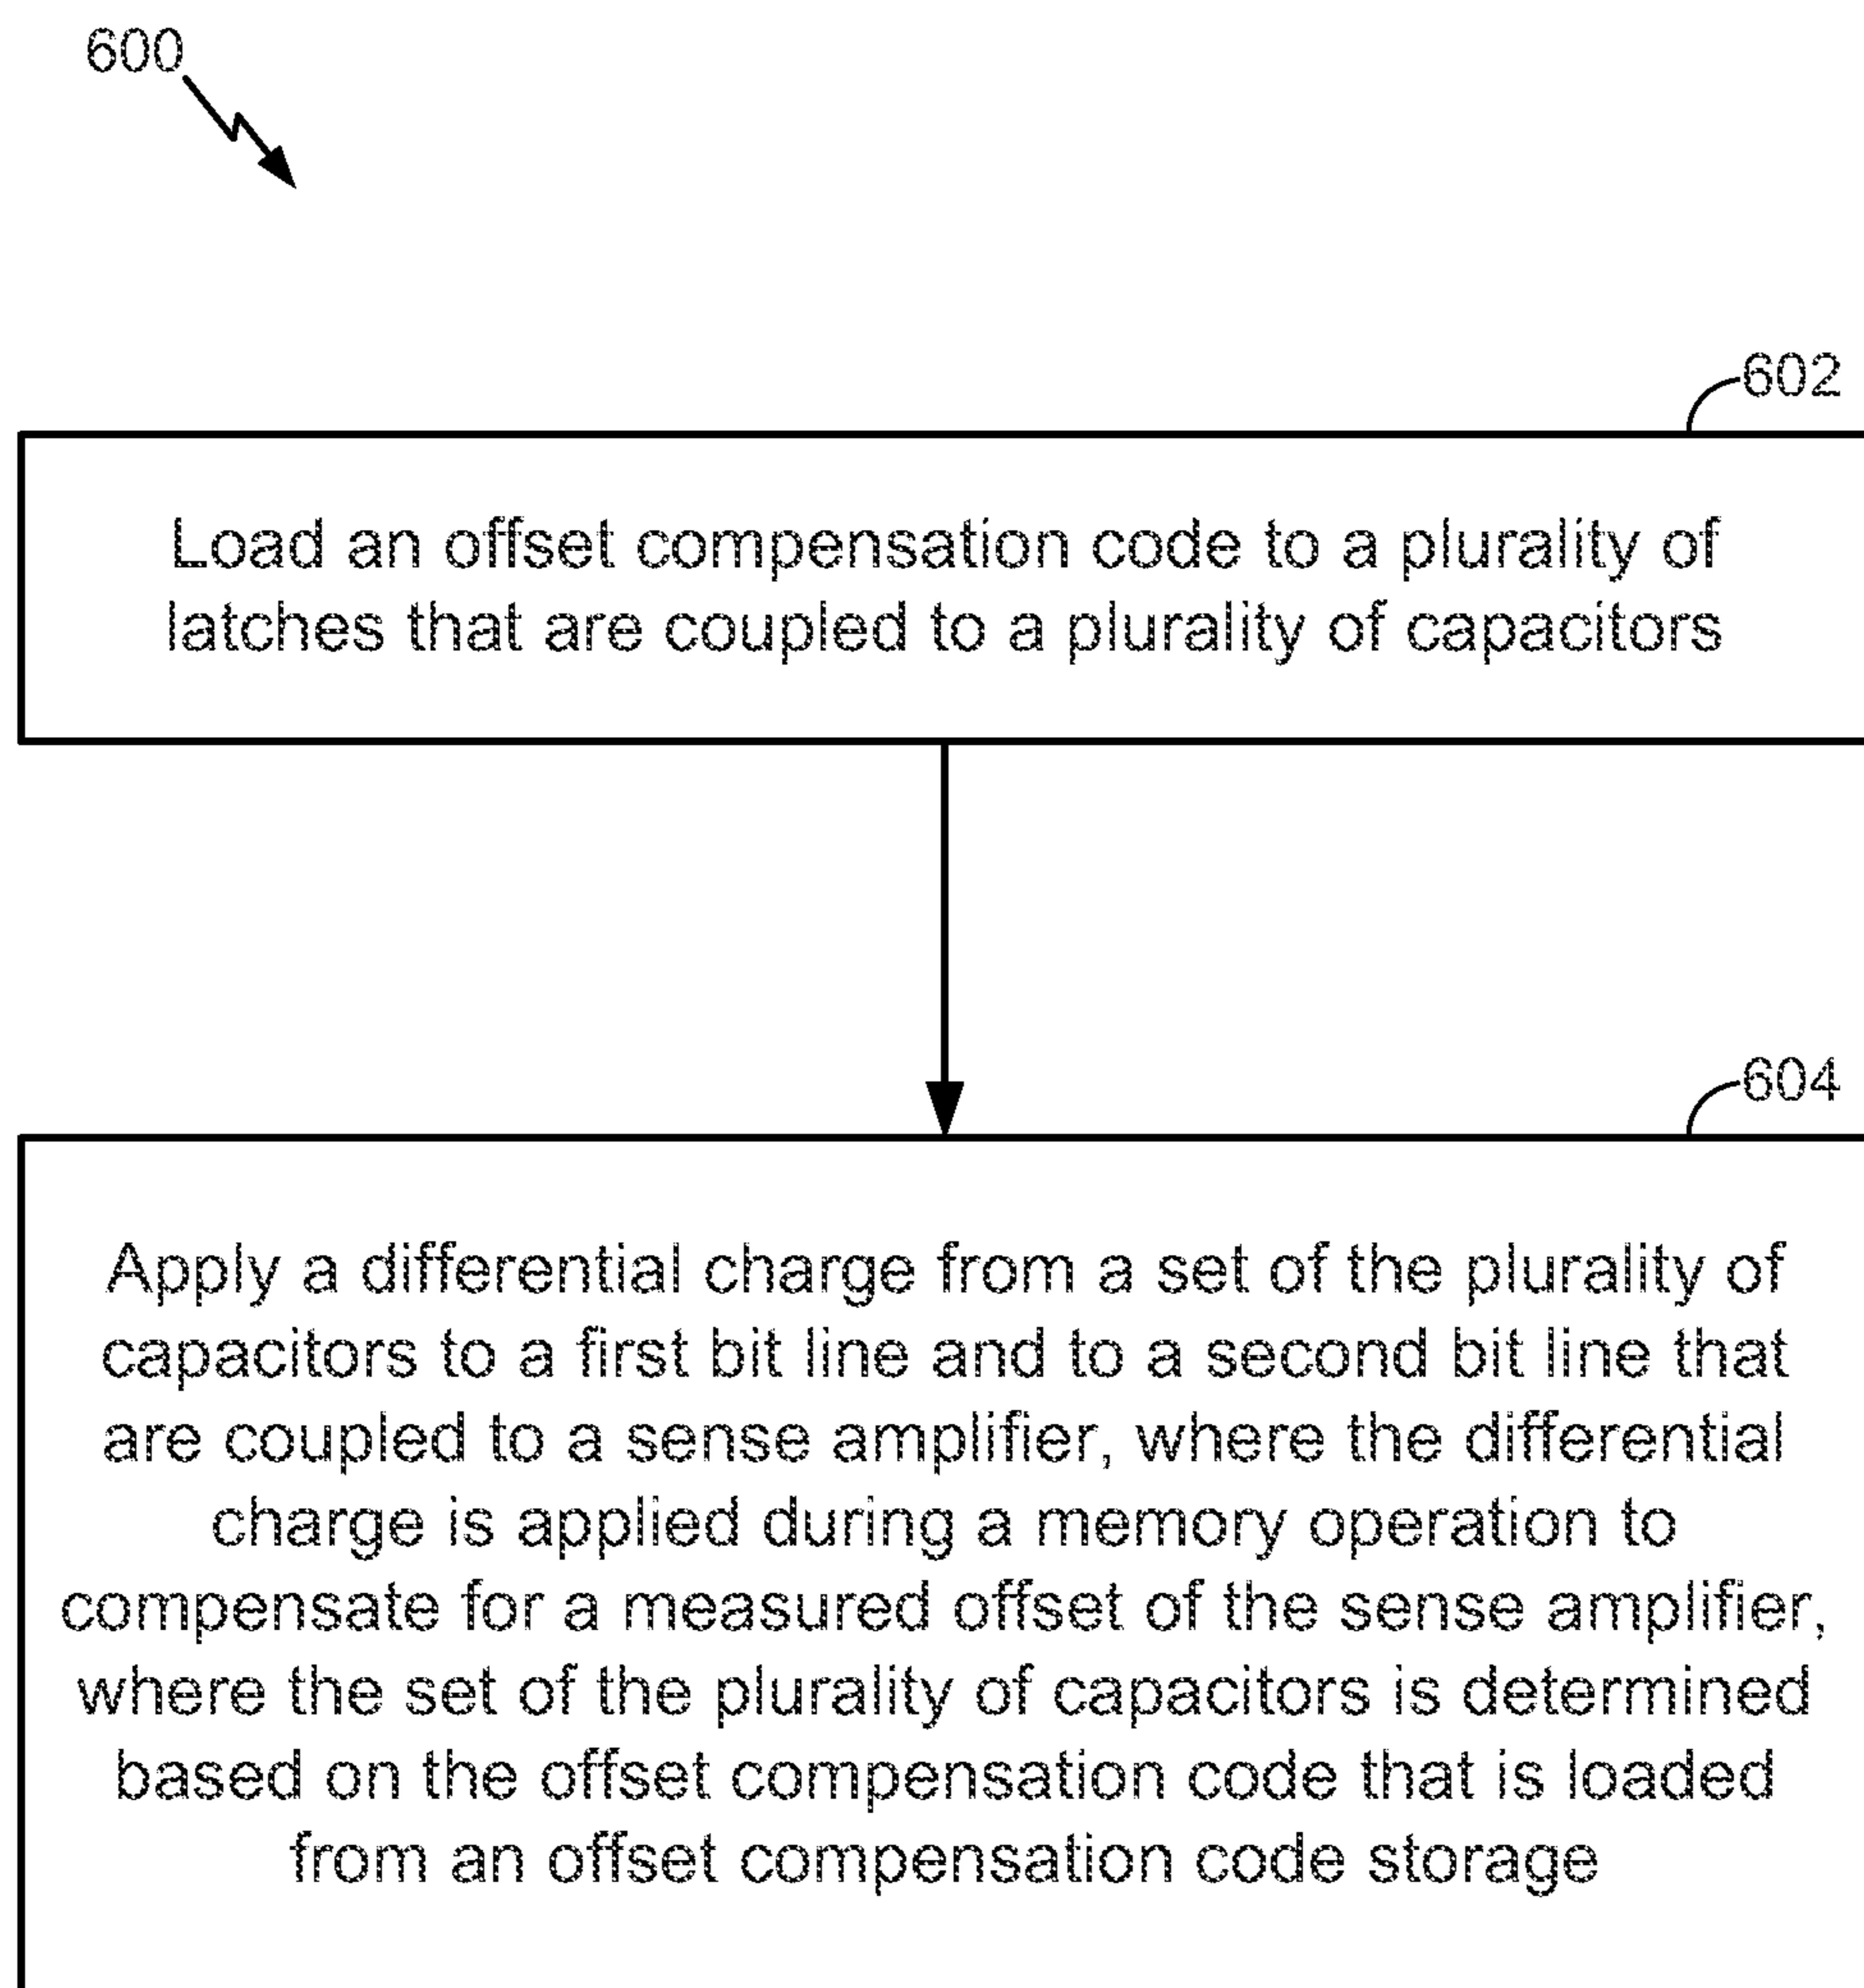 600
602
Load an offset compensation code to a plurality of
latches that are coupled to a plurality of capacitors
604
Apply a differential charge from a set of the plurality of
capacitors to a first bit line and to a second bit line that
are coupled to a sense amplifier, where the differential
charge is applied during a memory operation to
compensate for a measured offset of the sense amplifier,
where the set of the plurality of capacitors is determined
based on the offset compensation code that is loaded
from an offset compensation code storage